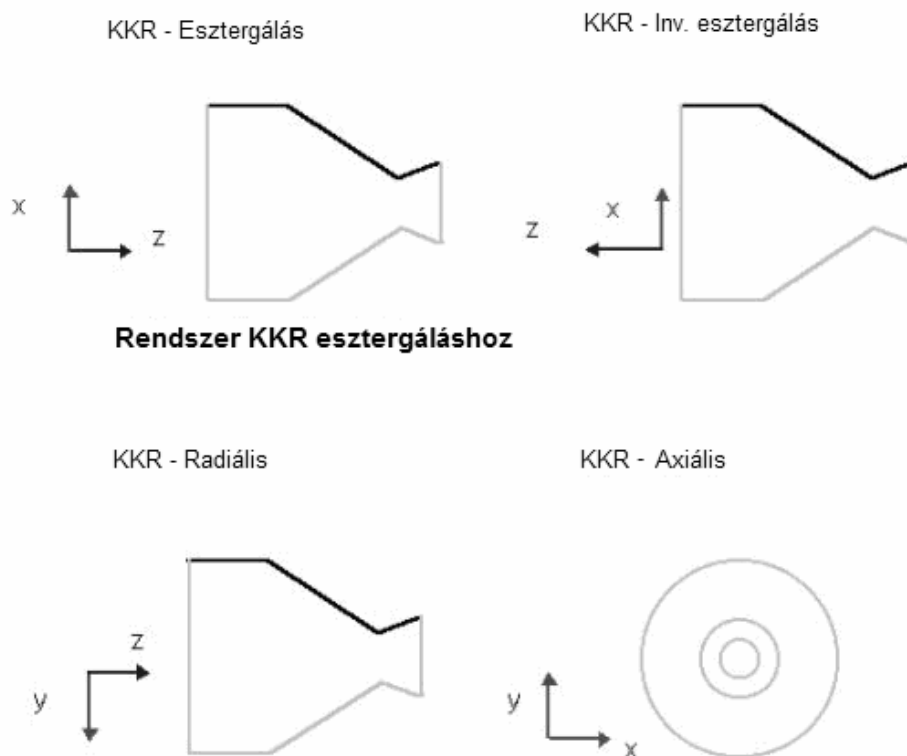 KKR - Esztergálás
KKR - Inv. esztergálás
x
z
x
z
Rendszer KKR esztergáláshoz
KKR - Radiális
KKR - Axiális
z
y
y
x